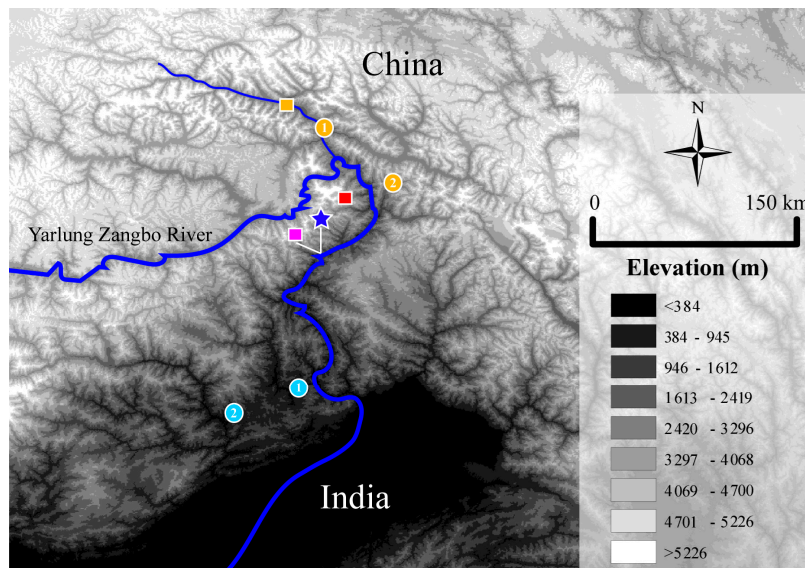 China
1
N
2
0 150 km
Yarlung Zangbo River
Elevation (m)
<384
384 - 945
946 - 1612
1613 - 2419
2420 - 3296
3297 - 4068
4069 - 4700
4701 - 5226
>5226
1
2
India